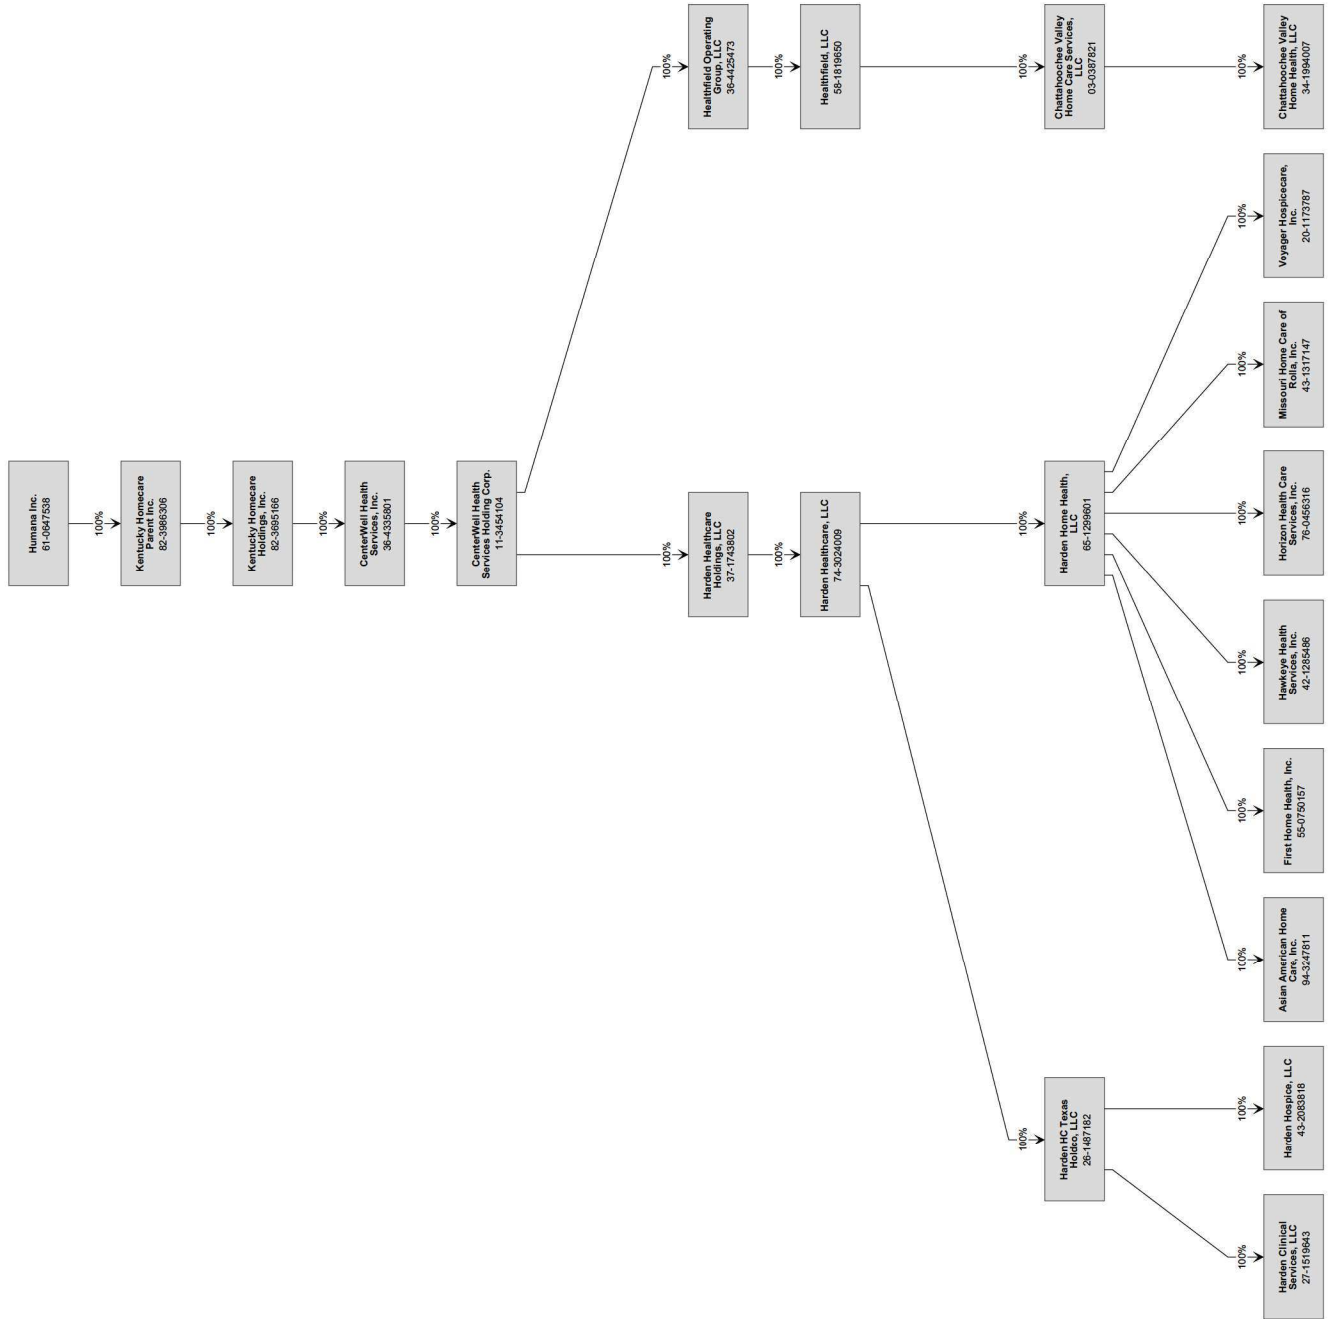 Humana Inc.
61-0647538
100%
Kentucky Homecare
Parent Inc.
82-3986306
100%
Kentucky Homecare
Holdings, Inc.
82-3695166
100%
CenterWell Health
Services, Inc.
36-4335801
100%
CenterWell Health
Services Holding Corp.
11-3454104
100%
Harden Healthcare
Holdings, LLC
37-1743802
100%
Healthfield Operating
Group, LLC
36-4425473
100%
Harden Healthcare, LLC
74-3024009
100%
Healthfield, LLC
58-1819650
100%
Harden HC Texas
Holdco, LLC
26-1487182
100%
Harden Home Health,
LLC
65-1299601
100%
Chattahoochee Valley
Home Care Services,
LLC
03-0387821
100%
Harden Clinical
Services, LLC
27-1519643
100%
Harden Hospice, LLC
43-2083818
100%
Asian American Home
Care, Inc.
94-3247811
100%
First Home Health, Inc.
55-0750157
100%
Hawkeye Health
Services, Inc.
42-1285486
100%
Horizon Health Care
Services, Inc.
76-0456316
100%
Missouri Home Care of
Rolla, Inc.
43-1317147
100%
Voyager Hospicecare,
Inc.
20-1173787
100%
Chattahoochee Valley
Home Health, LLC
34-1994007